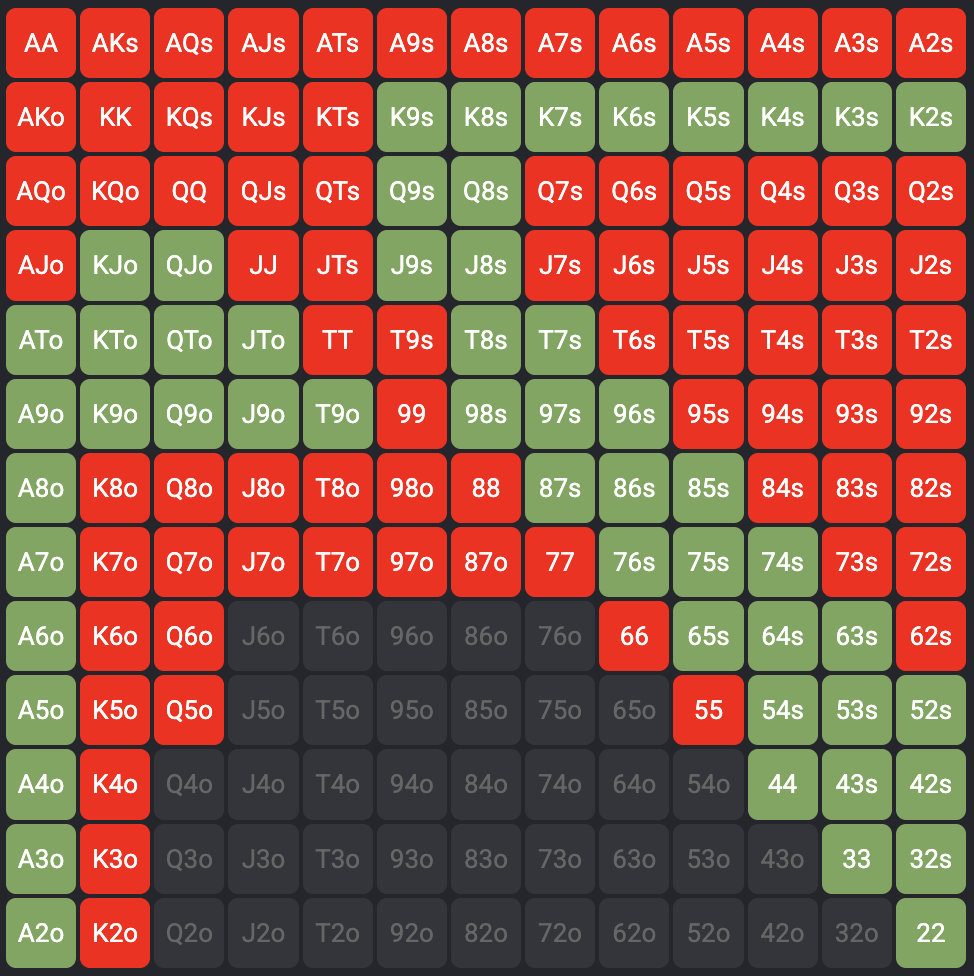 AA AKs AQs AJs ATs A9s A8s A7s A6s A5s A4s A3s A2s
AKo KK KQs KJs KTs K9s K8s K7s K6s K5s K4s K3s K2s
AQo KQo QQ QJs QTs Q9s Q8s Q7s Q6s Q5s Q4s Q3s Q2s
AJo KJo QJo JJ JTs J9s J8s J7s J6s J5s J4s J3s J2s
ATo KTo QTo JTo TT T9s T8s T7s T6s T5s T4s T3s T2s
A9o K9o Q9o J9o T9o 99 98s 97s 96s 95s 94s 93s 92s
A8o K8o Q8o J8o T8o 98o 88 87s 86s 85s 84s 83s 82s
A7o K7o Q7o J7o T7o 97o 87o 77 76s 75s 74s 73s 72s
A6o K6o Q6o J6o T6o 96o 86o 76o 66 65s 64s 63s 62s
A5o K5o Q5o J5o T5o 95o 85o 75o 65o 55 54s 53s 52s
A4o K4o Q4o J4o T4o 94o 84o 74o 64o 54o 44 43s 42s
A3o K3o Q3o J3o T3o 93o 83o 73o 63o 53o 43o 33 32s
A2o K2o Q2o J2o T2o 92o 82o 72o 62o 52o 42o 32o 22